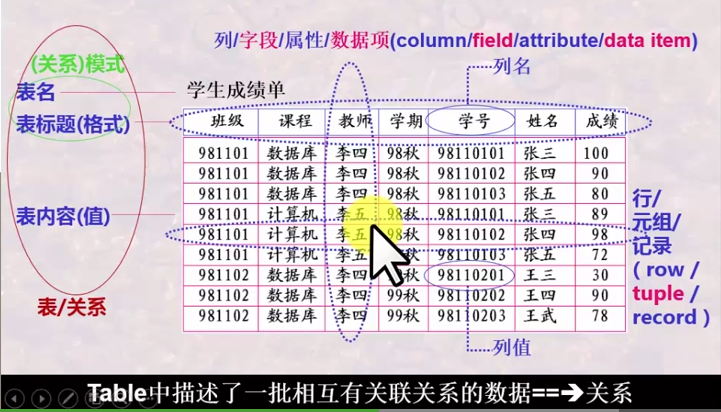 列/字段/属性/数据项(column/field/attribute/data item)
(关系)模式
列名
表名
学生成绩单
表标题(格式)
班级 课程 教师 学期 学号 姓名 成绩
981101 数据库 李四 98秋 98110101 张三 100
981101 数据库 李四 98秋 98110102 张四 90
981101 数据库 李四 98秋 98110103 张五 80
981101 计算机 李五 98秋 98110101 张三 89
981101 计算机 李五 98110102 张四 98
981101 计算机 李五 98110103 张五 72
981102 数据库 李四 99秋 98110201 王三 30
981102 数据库 李四 99秋 98110202 王四 90
981102 数据库 李四 99秋 98110203 王武 78
表内容(值)
行/
元组/
记录
(row /
tuple /
record )
表/关系
列值
Table中描述了一批相互有关联关系的数据==➔关系